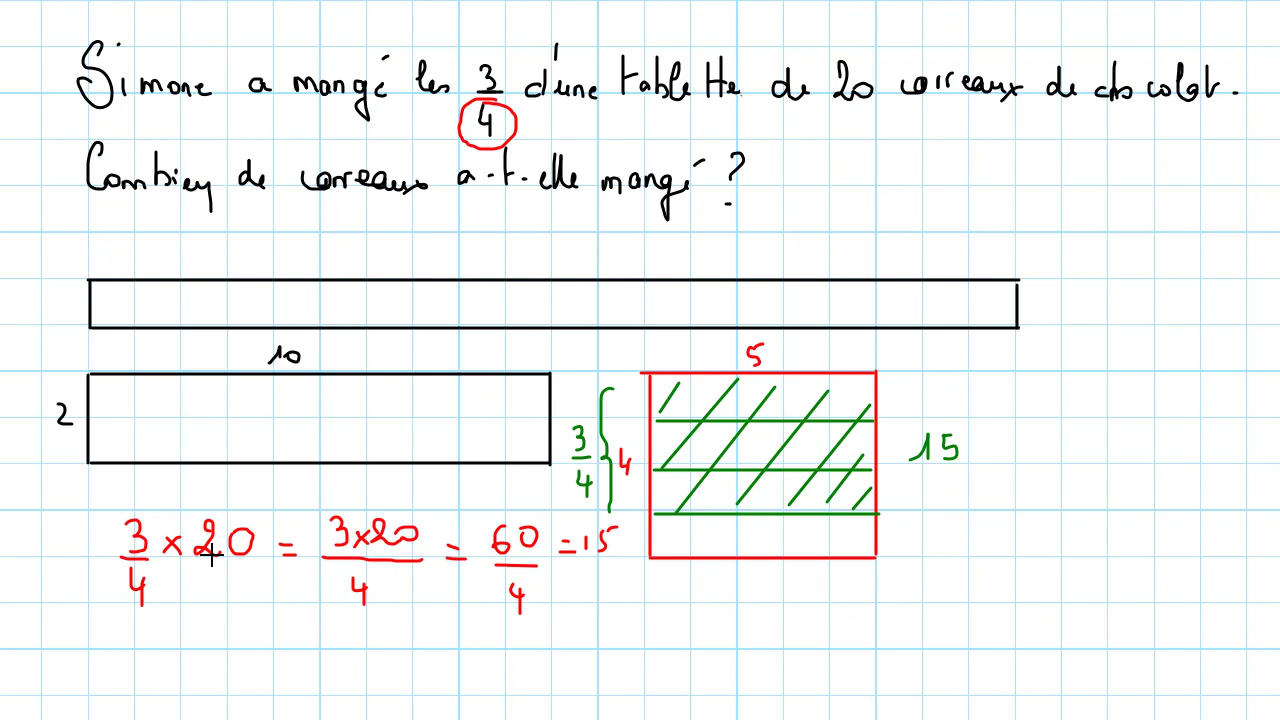 Simone a mangé les 3/4 d'une tablette de 20 carreaux de chocolat.
Combien de carreaux a-t-elle mangé ?
10
5
2
3/4
4
15
3/4 × 20 = 3×20/4 = 60/4 = 15